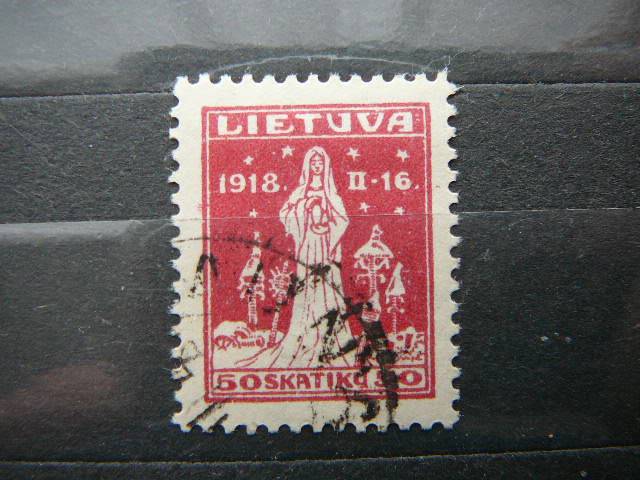 LIETUVA
1918. II-16.
50 SKATIKŲ 50